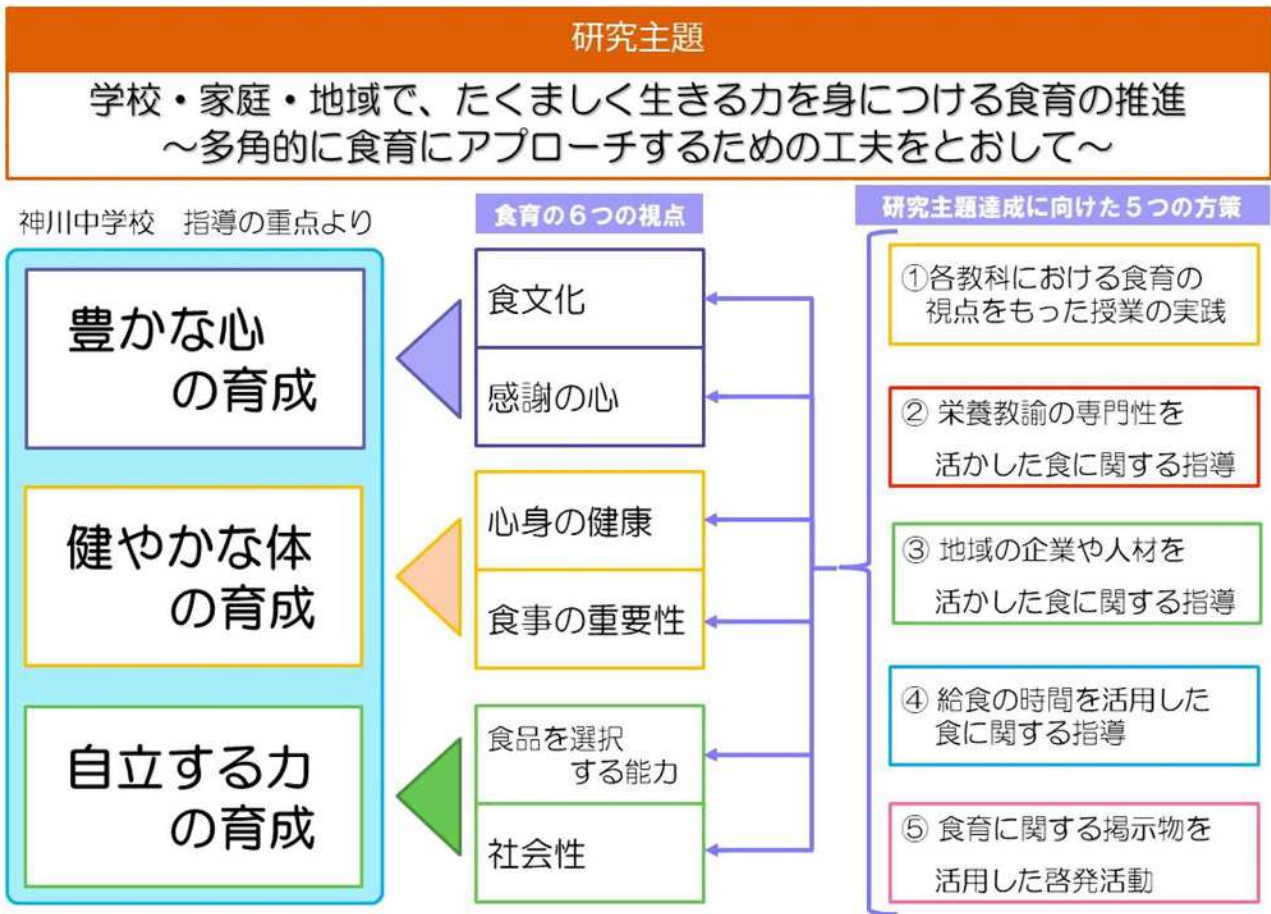 研究主題
学校・家庭・地域で、たくましく生きる力を身につける食育の推進
～多角的に食育にアプローチするための工夫をとおして～
神川中学校　指導の重点より
豊かな心
の育成
健やかな体
の育成
自立する力
の育成
食育の６つの視点
食文化
感謝の心
心身の健康
食事の重要性
食品を選択
する能力
社会性
研究主題達成に向けた５つの方策
①各教科における食育の
視点をもった授業の実践
② 栄養教諭の専門性を
活かした食に関する指導
③ 地域の企業や人材を
活かした食に関する指導
④ 給食の時間を活用した
食に関する指導
⑤ 食育に関する掲示物を
活用した啓発活動